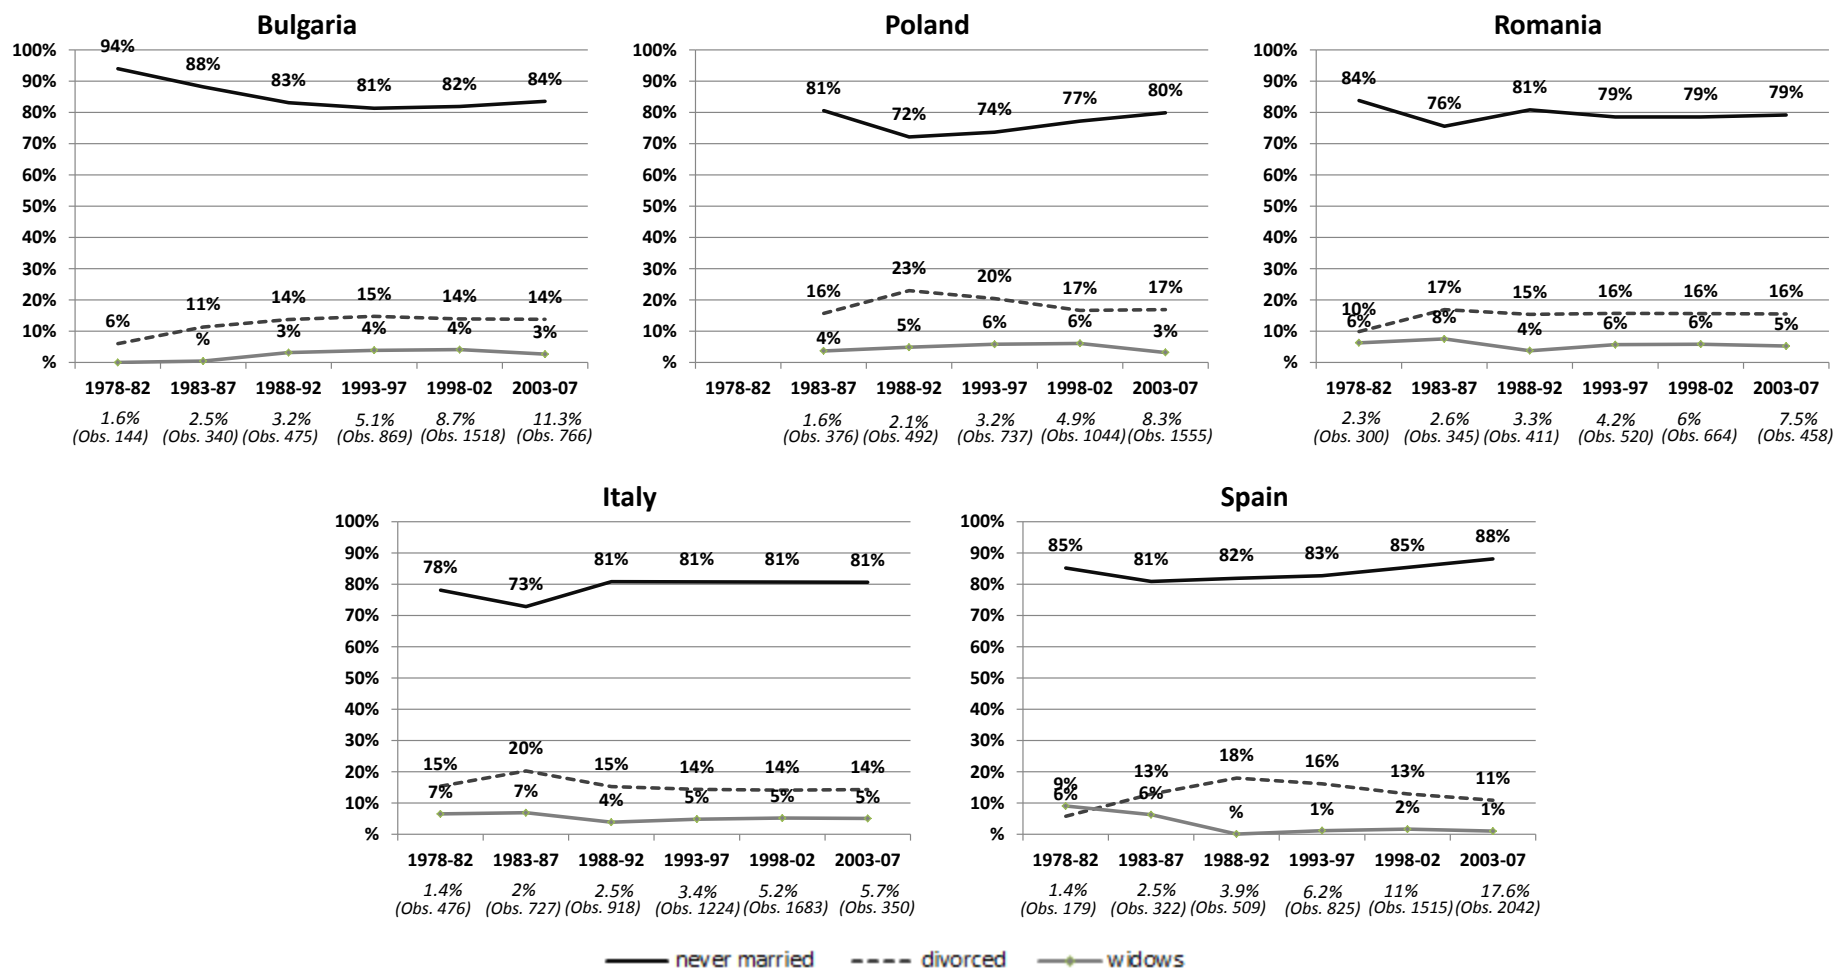 Bulgaria
100%
90%
80%
70%
60%
50%
40%
30%
20%
10%
%
94% 88% 83% 81% 82% 84%
6% 11% 14% 15% 14% 14%
% 3% 4% 4% 3%
1978-82 1983-87 1988-92 1993-97 1998-02 2003-07
1.6% 2.5% 3.2% 5.1% 8.7% 11.3%
(Obs. 144) (Obs. 340) (Obs. 475) (Obs. 869) (Obs. 1518) (Obs. 766)
Poland
100%
90%
80%
70%
60%
50%
40%
30%
20%
10%
%
81% 72% 74% 77% 80%
16% 23% 20% 17% 17%
4% 5% 6% 6% 3%
1978-82 1983-87 1988-92 1993-97 1998-02 2003-07
1.6% 2.1% 3.2% 4.9% 8.3%
(Obs. 376) (Obs. 492) (Obs. 737) (Obs. 1044) (Obs. 1555)
Romania
100%
90%
80%
70%
60%
50%
40%
30%
20%
10%
%
84% 76% 81% 79% 79% 79%
10% 17% 15% 16% 16% 16%
6% 8% 4% 6% 6% 5%
1978-82 1983-87 1988-92 1993-97 1998-02 2003-07
2.3% 2.6% 3.3% 4.2% 6% 7.5%
(Obs. 300) (Obs. 345) (Obs. 411) (Obs. 520) (Obs. 664) (Obs. 458)
Italy
100%
90%
80%
70%
60%
50%
40%
30%
20%
10%
%
78% 73% 81% 81% 81% 81%
15% 20% 15% 14% 14% 14%
7% 7% 4% 5% 5% 5%
1978-82 1983-87 1988-92 1993-97 1998-02 2003-07
1.4% 2% 2.5% 3.4% 5.2% 5.7%
(Obs. 476) (Obs. 727) (Obs. 918) (Obs. 1224) (Obs. 1683) (Obs. 350)
Spain
100%
90%
80%
70%
60%
50%
40%
30%
20%
10%
%
85% 81% 82% 83% 85% 88%
9% 13% 18% 16% 13% 11%
6% 6% % 1% 2% 1%
1978-82 1983-87 1988-92 1993-97 1998-02 2003-07
1.4% 2.5% 3.9% 6.2% 11% 17.6%
(Obs. 179) (Obs. 322) (Obs. 509) (Obs. 825) (Obs. 1515) (Obs. 2042)
never married divorced widows